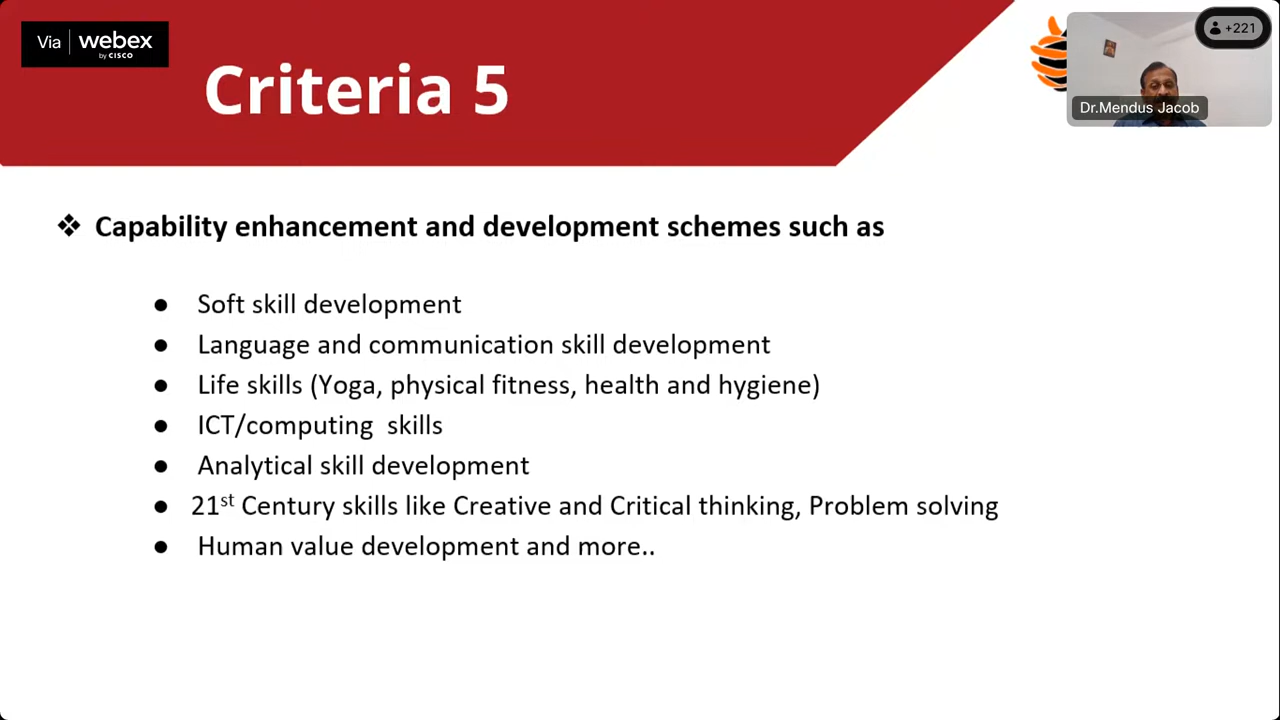 Via webex
by CISCO
+221
Criteria 5
Dr.Mendus Jacob
❖ Capability enhancement and development schemes such as
● Soft skill development
● Language and communication skill development
● Life skills (Yoga, physical fitness, health and hygiene)
● ICT/computing skills
● Analytical skill development
● 21st Century skills like Creative and Critical thinking, Problem solving
● Human value development and more..